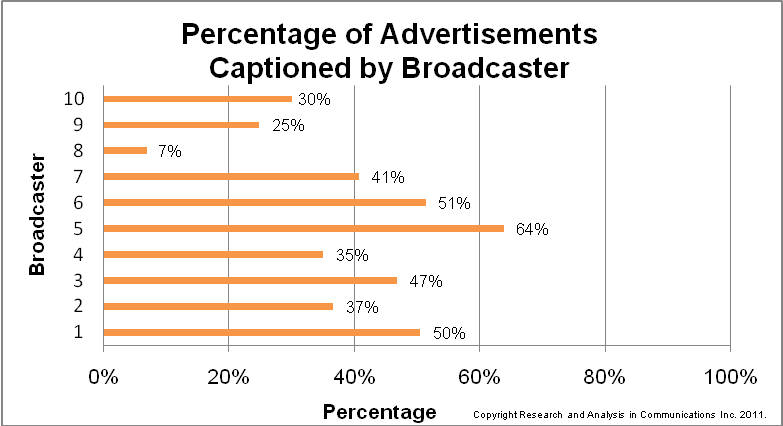 Percentage of Advertisements
Captioned by Broadcaster
Broadcaster
10 30%
9 25%
8 7%
7 41%
6 51%
5 64%
4 35%
3 47%
2 37%
1 50%
0% 20% 40% 60% 80% 100%
Percentage
Copyright Research and Analysis in Communications Inc. 2011.